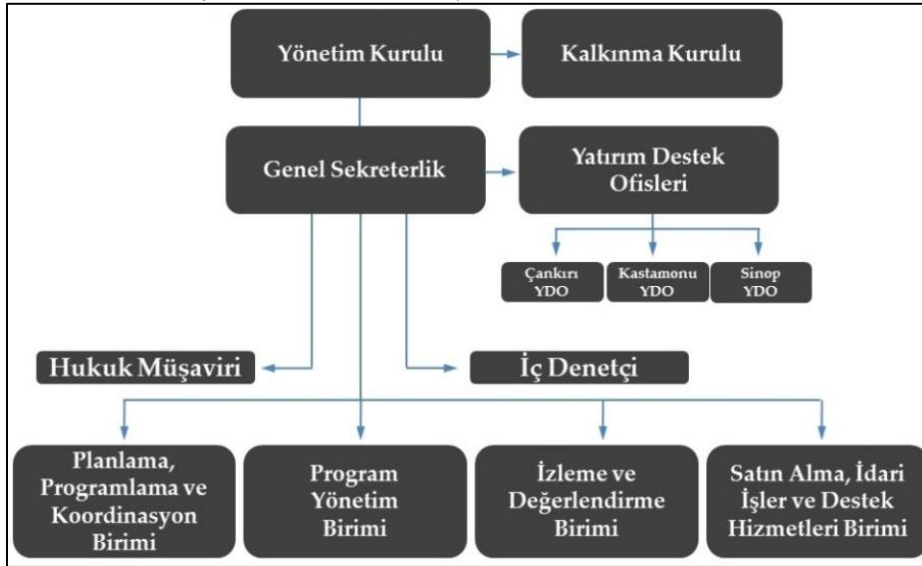 Yönetim Kurulu
Kalkınma Kurulu
Genel Sekreterlik
Yatırım Destek
Ofisleri
Çankırı
YDO
Kastamonu
YDO
Sinop
YDO
Hukuk Müşaviri
İç Denetçi
Planlama,
Programlama ve
Koordinasyon
Birimi
Program
Yönetim
Birimi
İzleme ve
Değerlendirme
Birimi
Satın Alma, İdari
İşler ve Destek
Hizmetleri Birimi